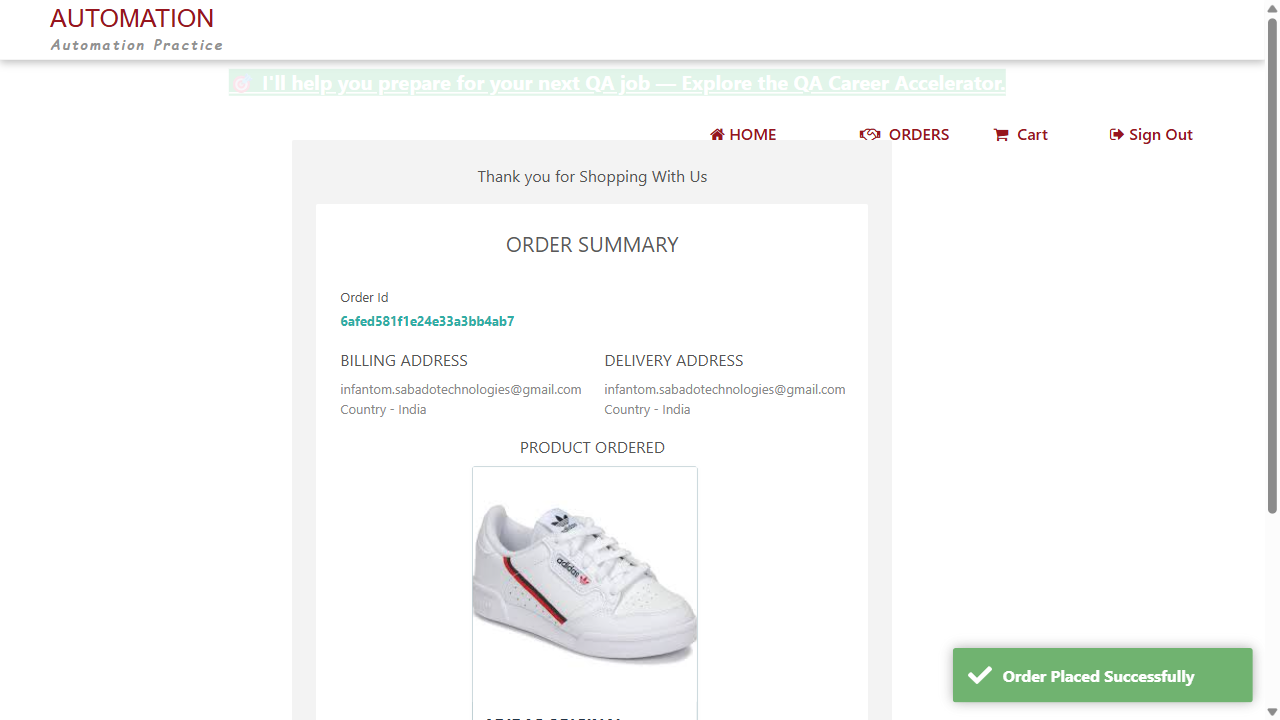 AUTOMATION
Automation Practice
I'll help you prepare for your next QA job — Explore the QA Career Accelerator.
HOME ORDERS Cart Sign Out
Thank you for Shopping With Us
ORDER SUMMARY
Order Id
6afed581f1e24e33a3bb4ab7
BILLING ADDRESS
infantom.sabadotechnologies@gmail.com
Country - India
DELIVERY ADDRESS
infantom.sabadotechnologies@gmail.com
Country - India
PRODUCT ORDERED
adidas
Order Placed Successfully